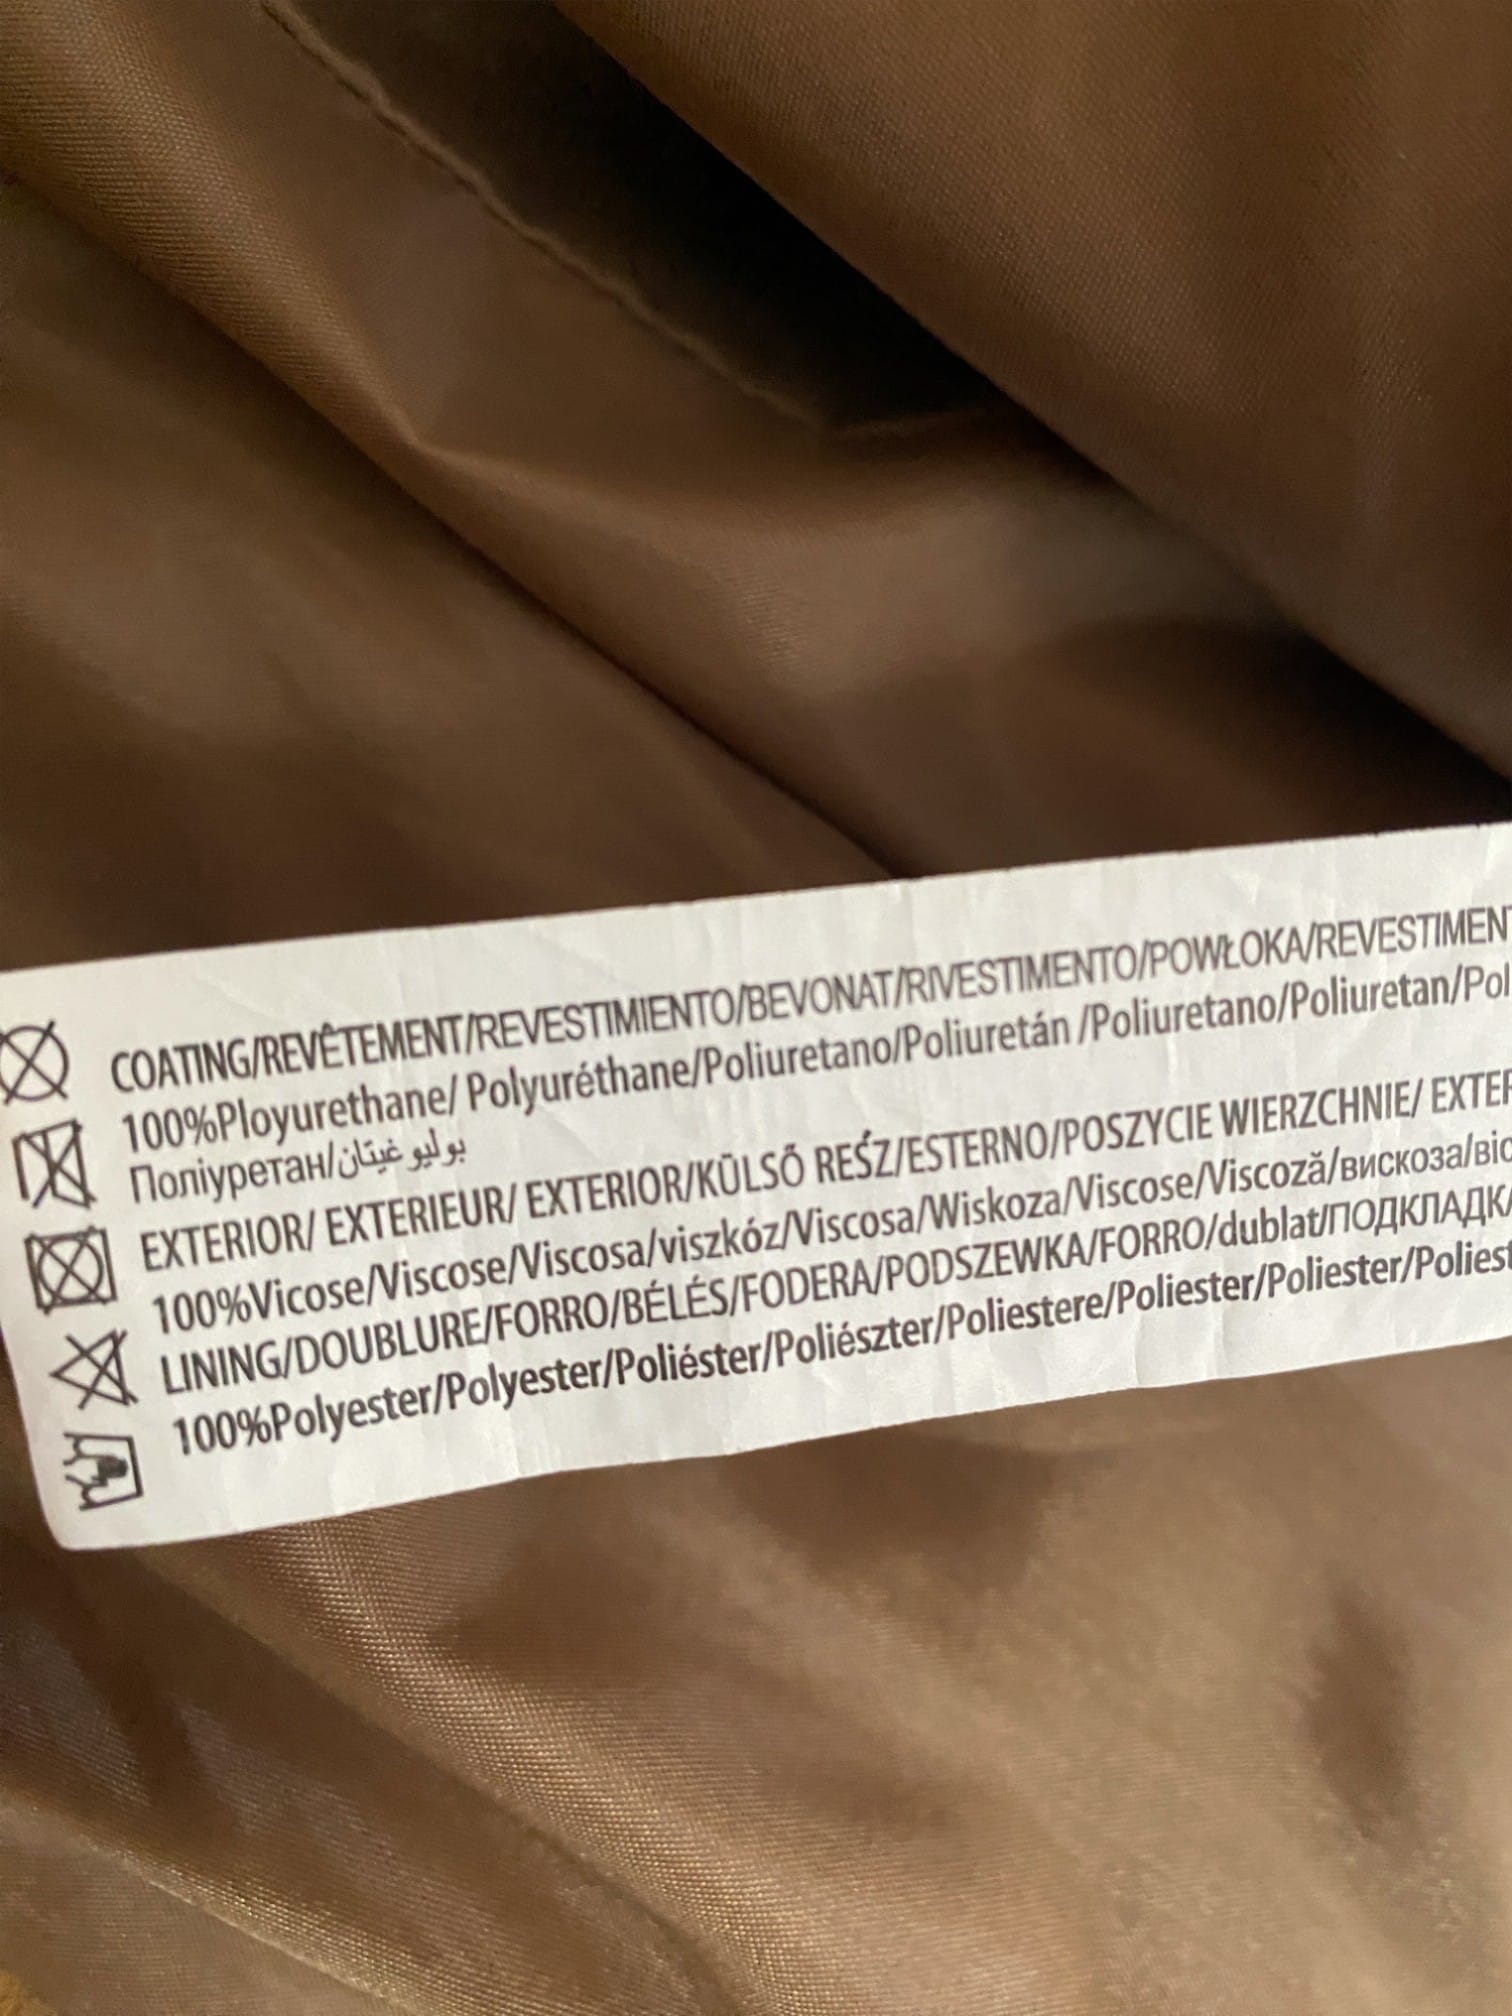 COATING/REVÊTEMENT/REVESTIMIENTO/BEVONAT/RIVESTIMENTO/POWŁOKA/REVESTIMEN
100%Ployurethane/ Polyuréthane/Poliuretano/Poliuretán /Poliuretano/Poliuretan/Pol
Поліуретан/بوليو غيتان
EXTERIOR/ EXTERIEUR/ EXTERIOR/KŪLSŐ REŚZ/ESTERNO/POSZYCIE WIERZCHNIE/ EXTER
100%Vicose/Viscose/Viscosa/viszkóz/Viscosa/Wiskoza/Viscose/Viscoză/вискоза/віс
LINING/DOUBLURE/FORRO/BÉLÉS/FODERA/PODSZEWKA/FORRO/dublat/ПОДКЛАДК
100%Polyester/Polyester/Poliéster/Poliészter/Poliestere/Poliester/Poliester/Poliest